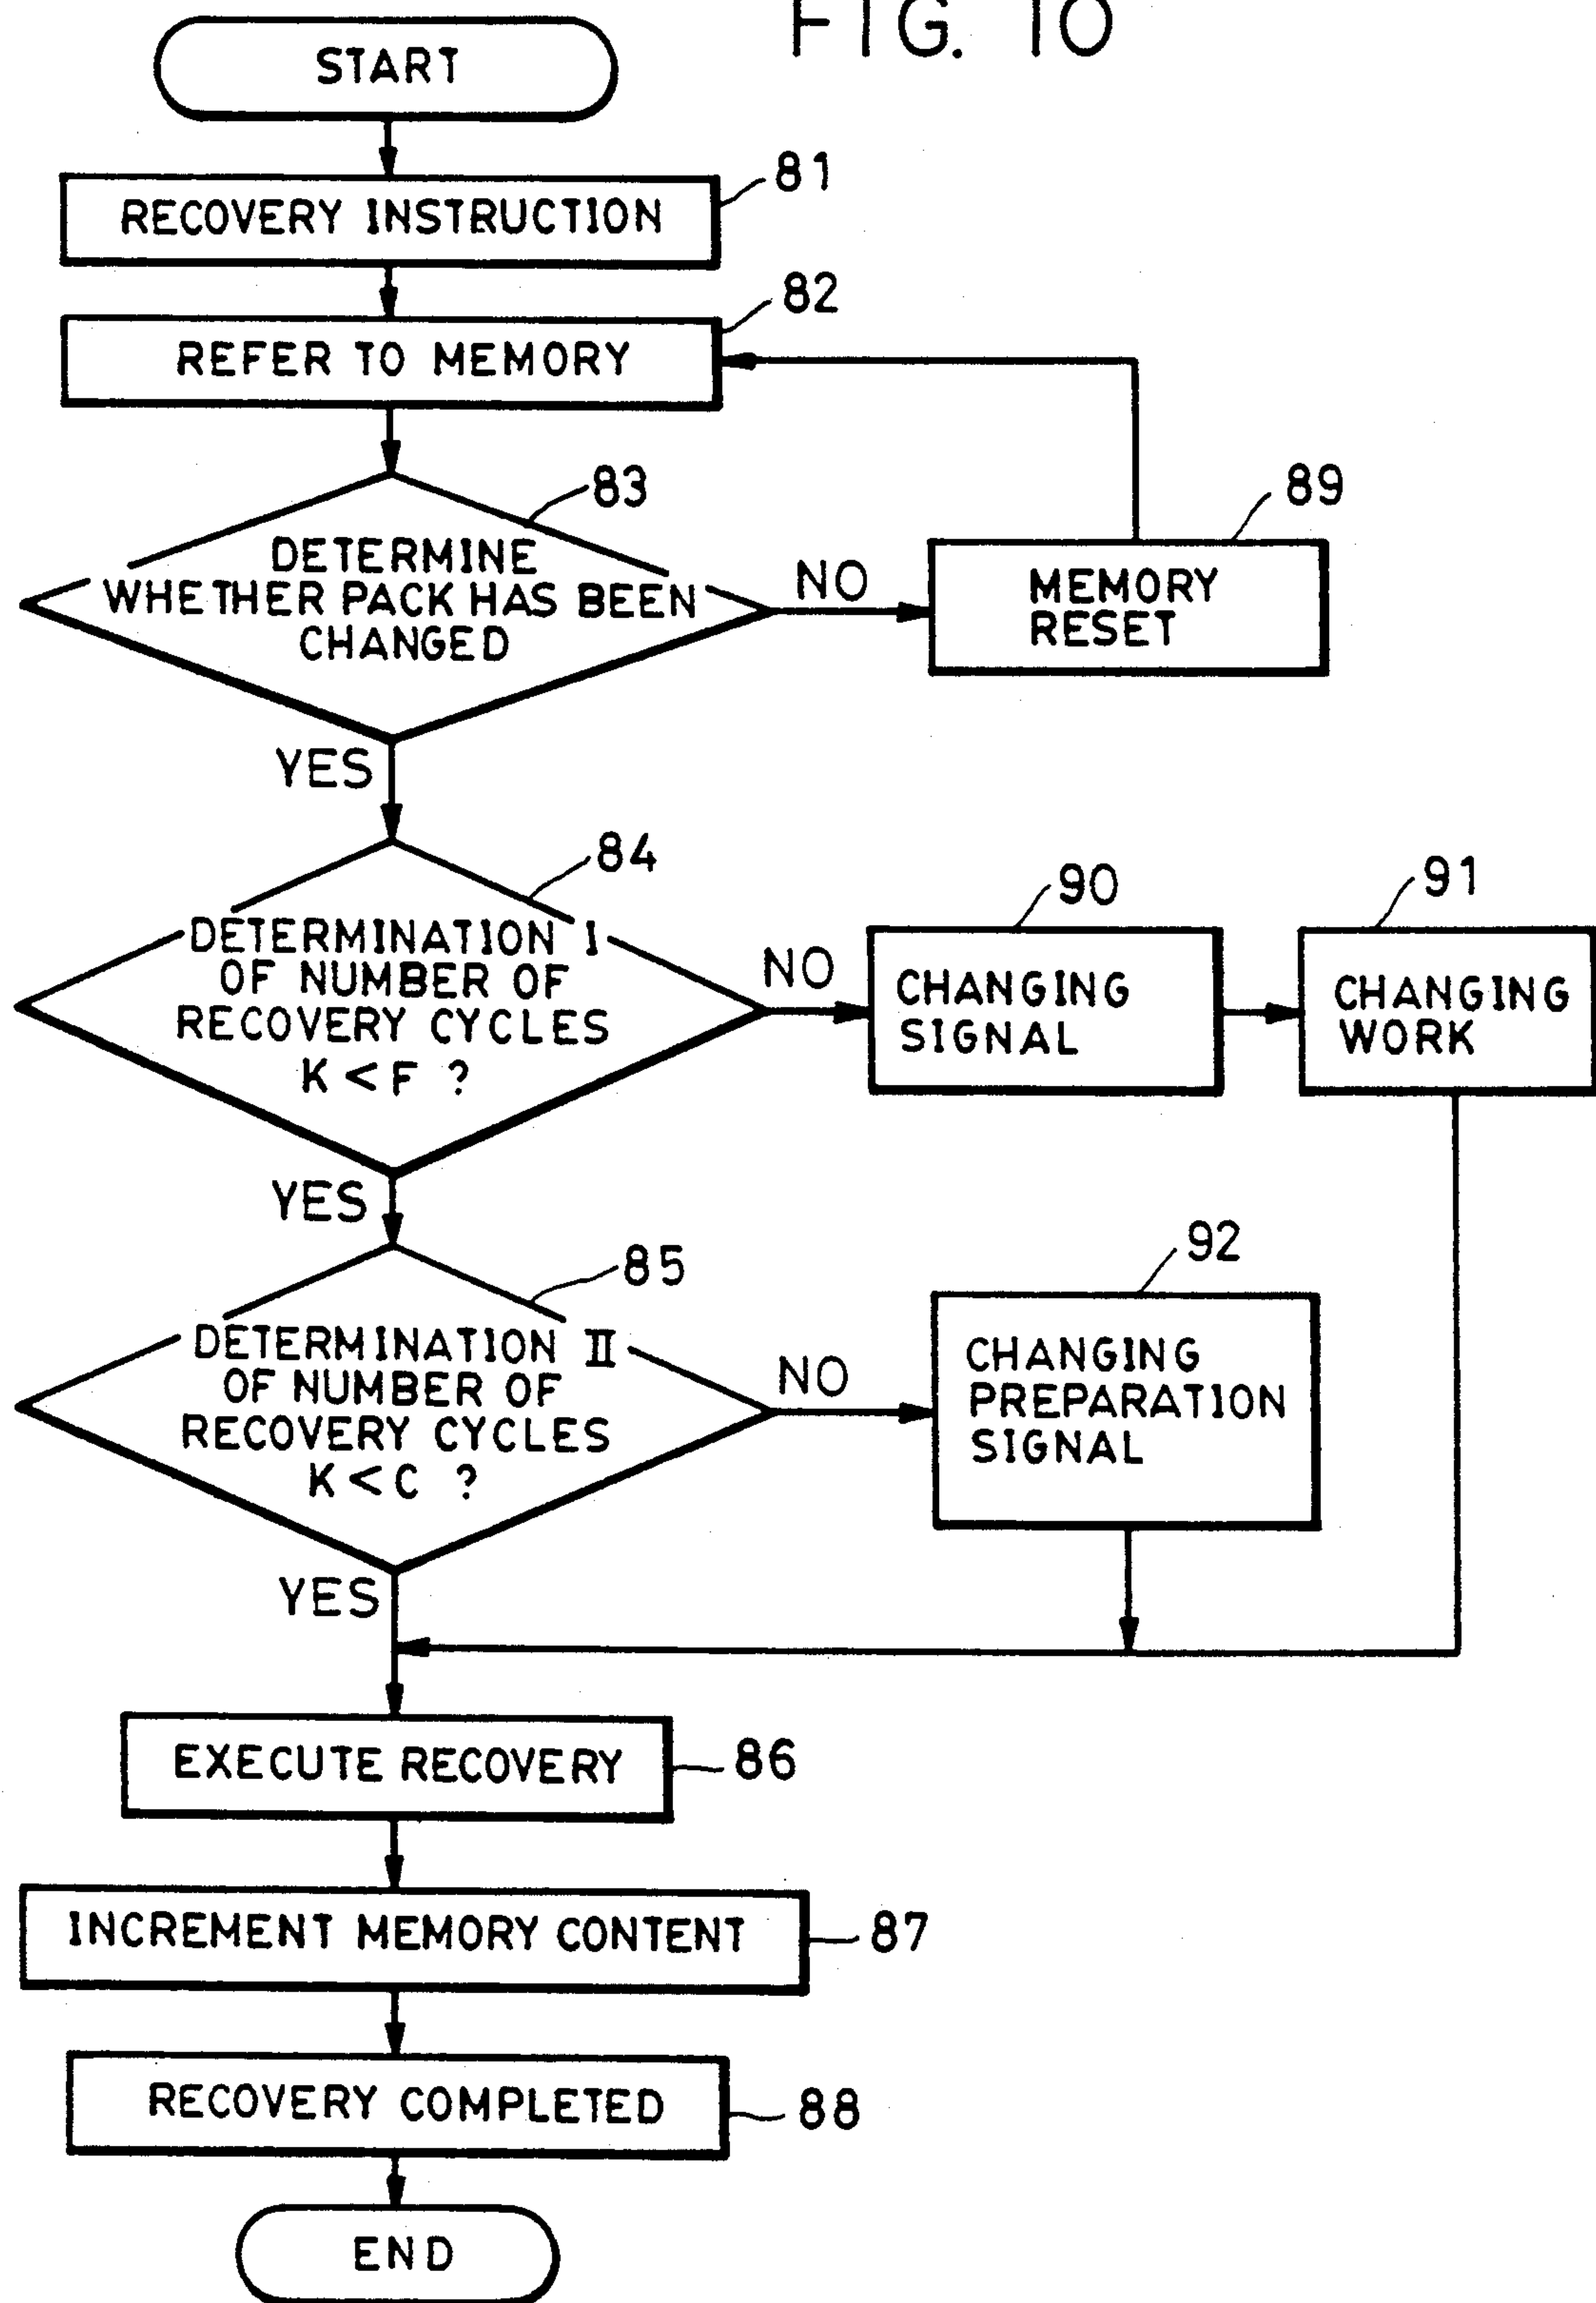 FIG. 10
START
81
RECOVERY INSTRUCTION
82
REFER TO MEMORY
83
DETERMINE
WHETHER PACK HAS BEEN
CHANGED
NO
89
MEMORY
RESET
YES
84
DETERMINATION I
OF NUMBER OF
RECOVERY CYCLES
K < F ?
NO
90
CHANGING
SIGNAL
91
CHANGING
WORK
YES
85
DETERMINATION II
OF NUMBER OF
RECOVERY CYCLES
K < C ?
NO
92
CHANGING
PREPARATION
SIGNAL
YES
EXECUTE RECOVERY
86
INCREMENT MEMORY CONTENT
87
RECOVERY COMPLETED
88
END